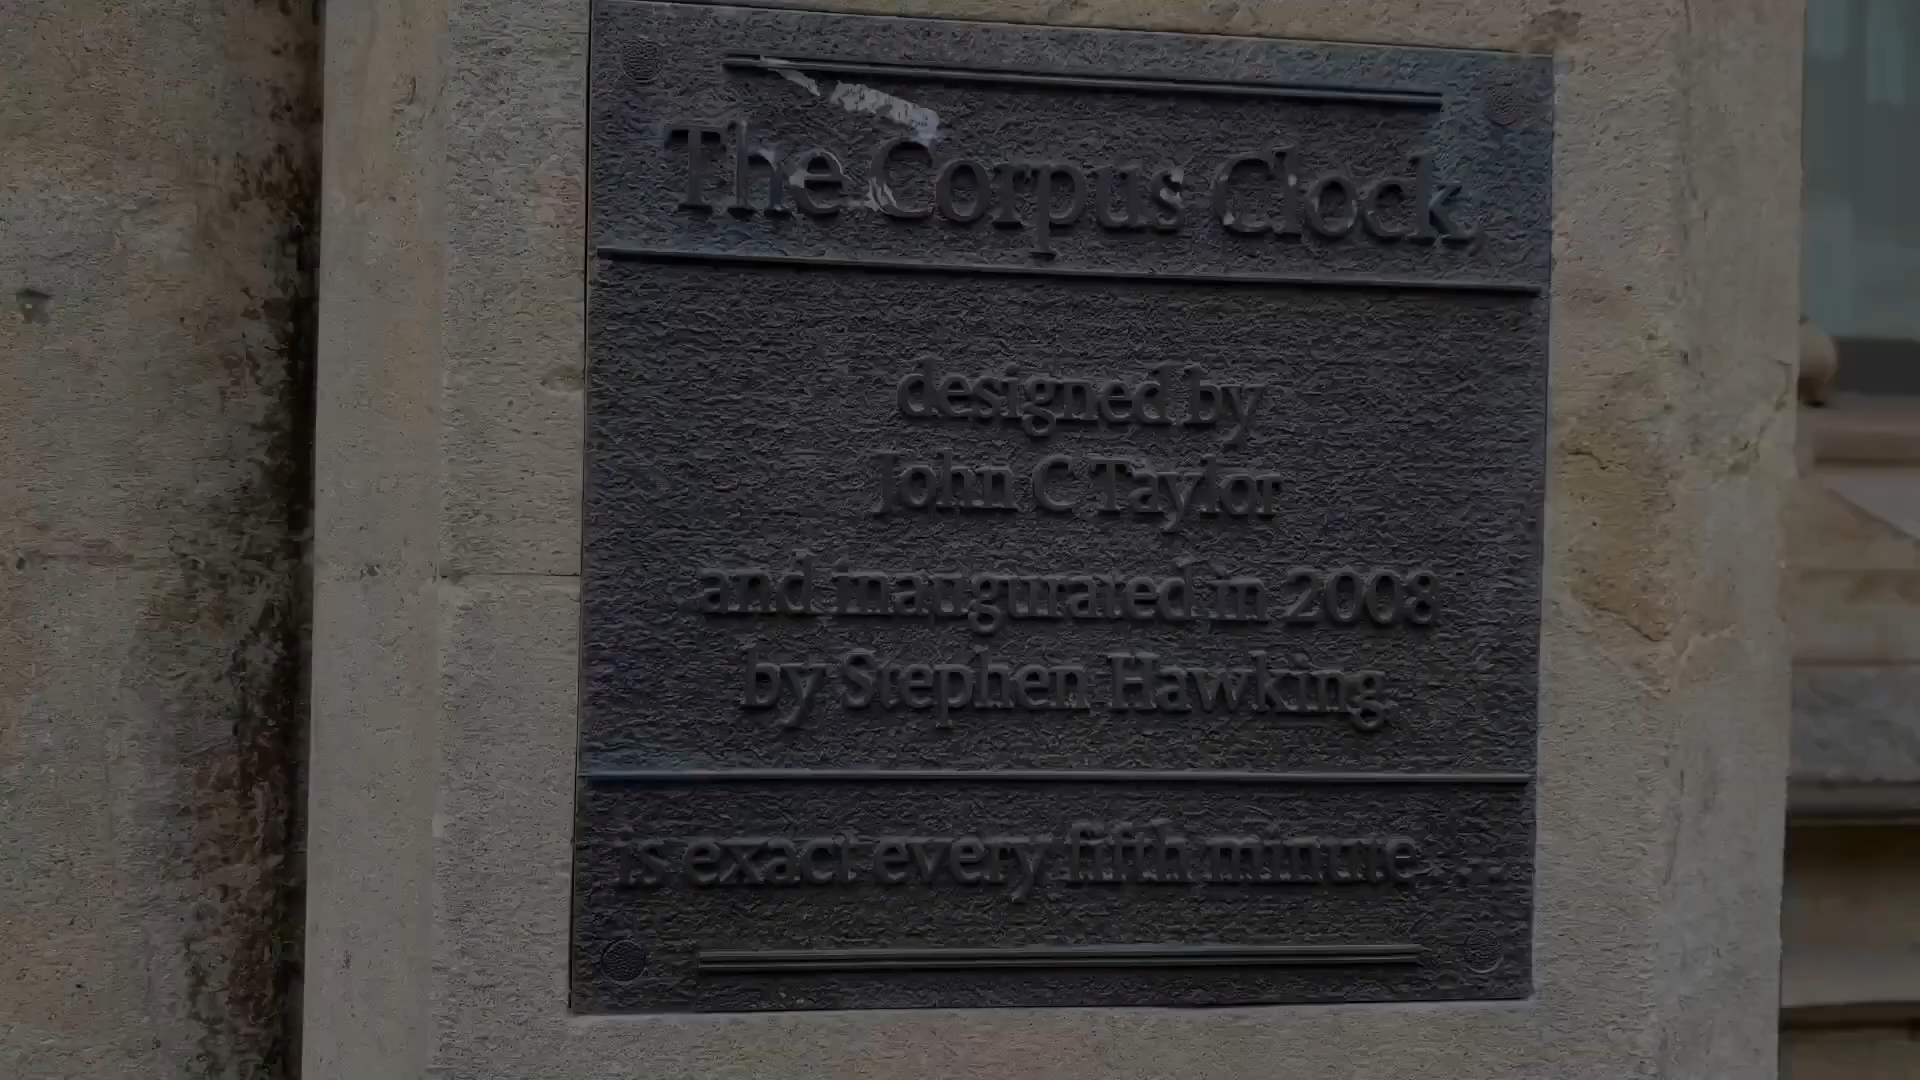 The Corpus Clock,
designed by
John C Taylor
and inaugurated in 2008
by Stephen Hawking
is exact every fifth minute . . .